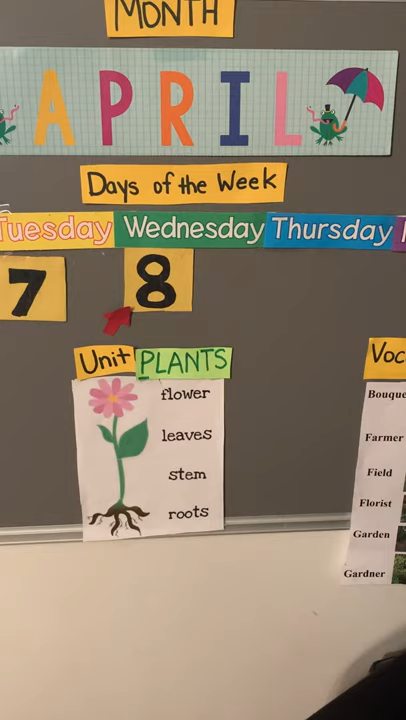 MONTH
APRIL
Days of the Week
Tuesday Wednesday Thursday
7 8
Unit PLANTS
flower
leaves
stem
roots
Voc
Bouque
Farmer
Field
Florist
Garden
Gardner